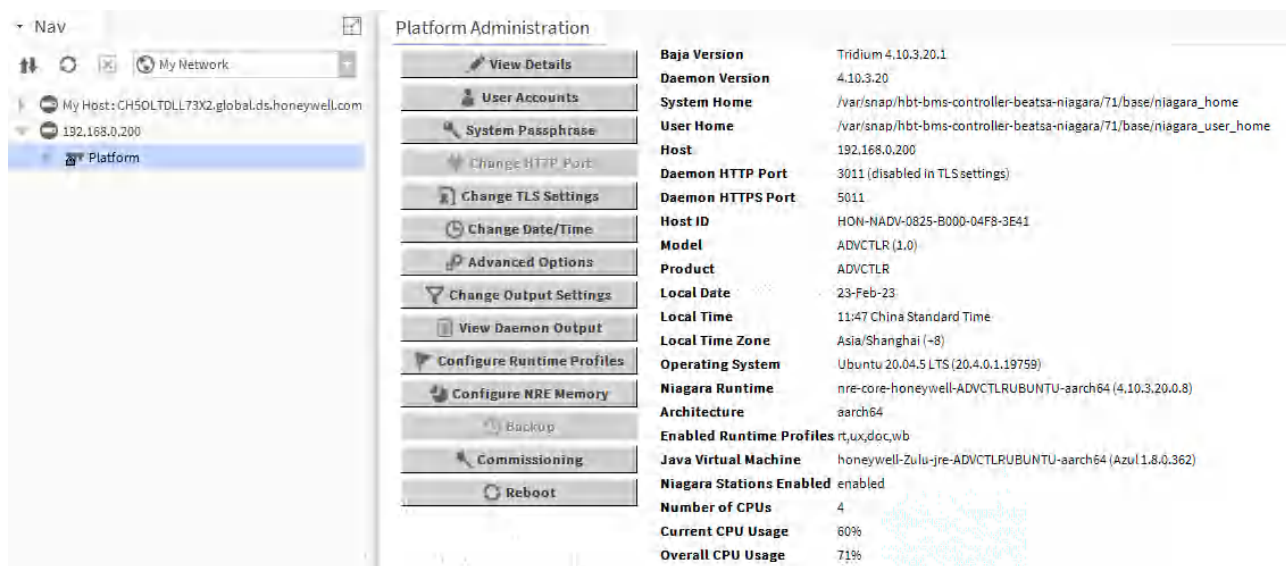 Nav
My Network
My Host: CH5OLTDLL73X2.global.ds.honeywell.com
192.168.0.200
Platform
Platform Administration
View Details
User Accounts
System Passphrase
Change HTTP Port
Change TLS Settings
Change Date/Time
Advanced Options
Change Output Settings
View Daemon Output
Configure Runtime Profiles
Configure NRE Memory
Backup
Commissioning
Reboot
Baja Version Tridium 4.10.3.20.1
Daemon Version 4.10.3.20
System Home /var/snap/hbt-bms-controller-beatsa-niagara/71/base/niagara_home
User Home /var/snap/hbt-bms-controller-beatsa-niagara/71/base/niagara_user_home
Host 192.168.0.200
Daemon HTTP Port 3011 (disabled in TLS settings)
Daemon HTTPS Port 5011
Host ID HON-NADV-0825-B000-04F8-3E41
Model ADVCTLR (1.0)
Product ADVCTLR
Local Date 23-Feb-23
Local Time 11:47 China Standard Time
Local Time Zone Asia/Shanghai (+8)
Operating System Ubuntu 20.04.5 LTS (20.4.0.1.19759)
Niagara Runtime nre-core-honeywell-ADVCTLRUBUNTU-aarch64 (4.10.3.20.0.8)
Architecture aarch64
Enabled Runtime Profiles rt,ux,doc,wb
Java Virtual Machine honeywell-Zulu-jre-ADVCTLRUBUNTU-aarch64 (Azul 1.8.0.362)
Niagara Stations Enabled enabled
Number of CPUs 4
Current CPU Usage 60%
Overall CPU Usage 71%